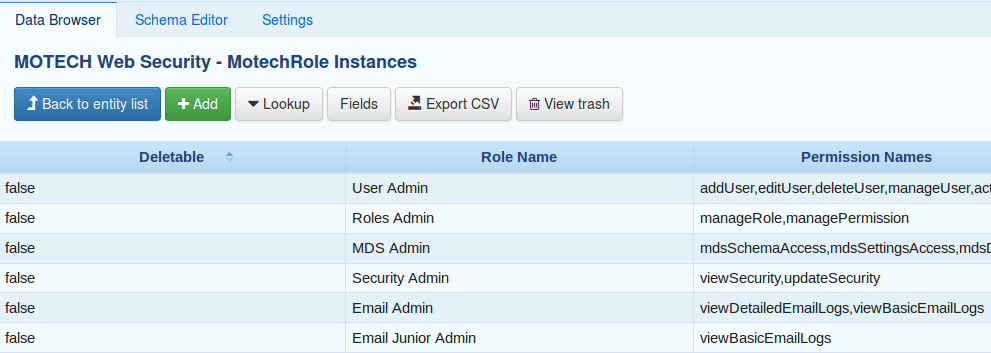 Data Browser Schema Editor Settings
MOTECH Web Security - MotechRole Instances
Back to entity list Add Lookup Fields Export CSV View trash
Deletable Role Name Permission Names
false User Admin addUser,editUser,deleteUser,manageUser,act
false Roles Admin manageRole,managePermission
false MDS Admin mdsSchemaAccess,mdsSettingsAccess,mdsD
false Security Admin viewSecurity,updateSecurity
false Email Admin viewDetailedEmailLogs,viewBasicEmailLogs
false Email Junior Admin viewBasicEmailLogs